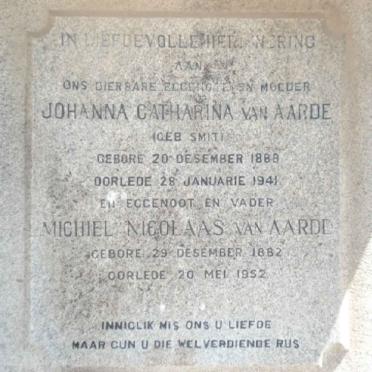 IN LIEFDEVOLLE HERINNERING
AAN
ONS DIERBARE EGGENOTE EN MOEDER
JOHANNA CATHARINA VAN AARDE
(GEB SMIT)
GEBORE 20 DESEMBER 1888
OORLEDE 28 JANUARIE 1941
EN EGGENOOT EN VADER
MICHIEL NICOLAAS VAN AARDE
GEBORE 29 DESEMBER 1882
OORLEDE 20 MEI 1952
INNIGLIK MIS ONS U LIEFDE
MAAR GUN U DIE WELVERDIENDE RUS